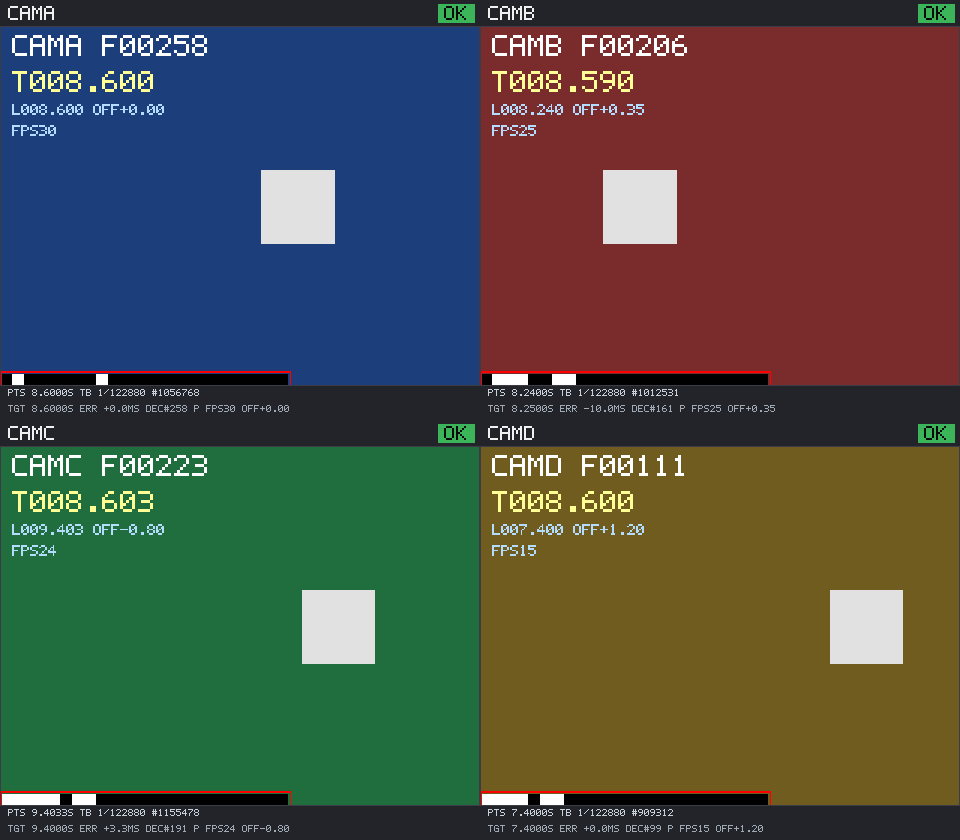 CAMA OK
CAMA F00258
T008.600
L008.600 OFF+0.00
FPS30
PTS 8.6000S TB 1/122880 #1056768
TGT 8.6000S ERR +0.0MS DEC#258 P FPS30 OFF+0.00
CAMB OK
CAMB F00206
T008.590
L008.240 OFF+0.35
FPS25
PTS 8.2400S TB 1/122880 #1012531
TGT 8.2500S ERR -10.0MS DEC#161 P FPS25 OFF+0.35
CAMC OK
CAMC F00223
T008.603
L009.403 OFF-0.80
FPS24
PTS 9.4033S TB 1/122880 #1155478
TGT 9.4000S ERR +3.3MS DEC#191 P FPS24 OFF-0.80
CAMD OK
CAMD F00111
T008.600
L007.400 OFF+1.20
FPS15
PTS 7.4000S TB 1/122880 #909312
TGT 7.4000S ERR +0.0MS DEC#99 P FPS15 OFF+1.20